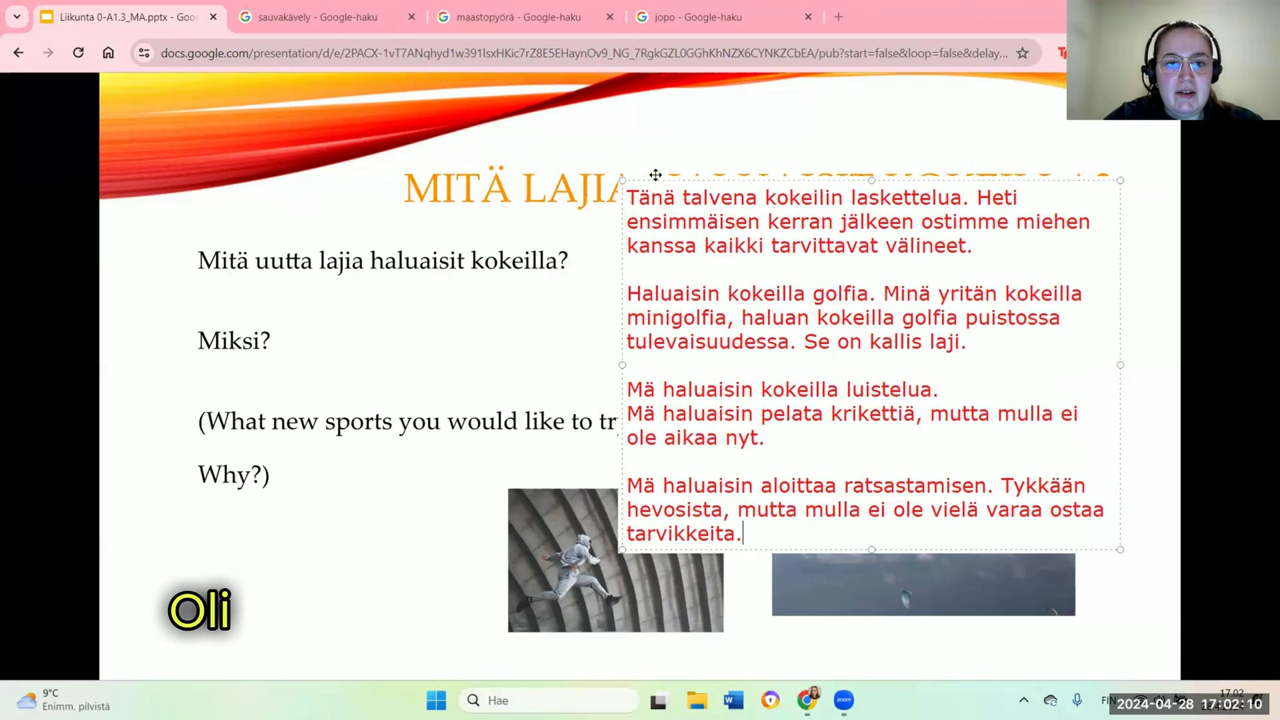 Liikunta 0-A1.3_MA.pptx - Goo
sauvakävely - Google-haku
maastopyörä - Google-haku
jopo - Google-haku
docs.google.com/presentation/d/e/2PACX-1vT7ANqhyd1w391lsxHKic7rZ8E5EHaynOv9_NG_7RgkGZL0GGhKhNZX6CYNKZCbEA/pub?start=false&loop=false&delay...
MITÄ LAJIA
Mitä uutta lajia haluaisit kokeilla?
Miksi?
(What new sports you would like to try
Why?)
Tänä talvena kokeilin laskettelua. Heti
ensimmäisen kerran jälkeen ostimme miehen
kanssa kaikki tarvittavat välineet.
Haluaisin kokeilla golfia. Minä yritän kokeilla
minigolfia, haluan kokeilla golfia puistossa
tulevaisuudessa. Se on kallis laji.
Mä haluaisin kokeilla luistelua.
Mä haluaisin pelata krikettiä, mutta mulla ei
ole aikaa nyt.
Mä haluaisin aloittaa ratsastamisen. Tykkään
hevosista, mutta mulla ei ole vielä varaa ostaa
tarvikkeita.
Oli
9°C
Enimm. pilvistä
Hae
FIN
17.02
2024-04-28 17:02:10